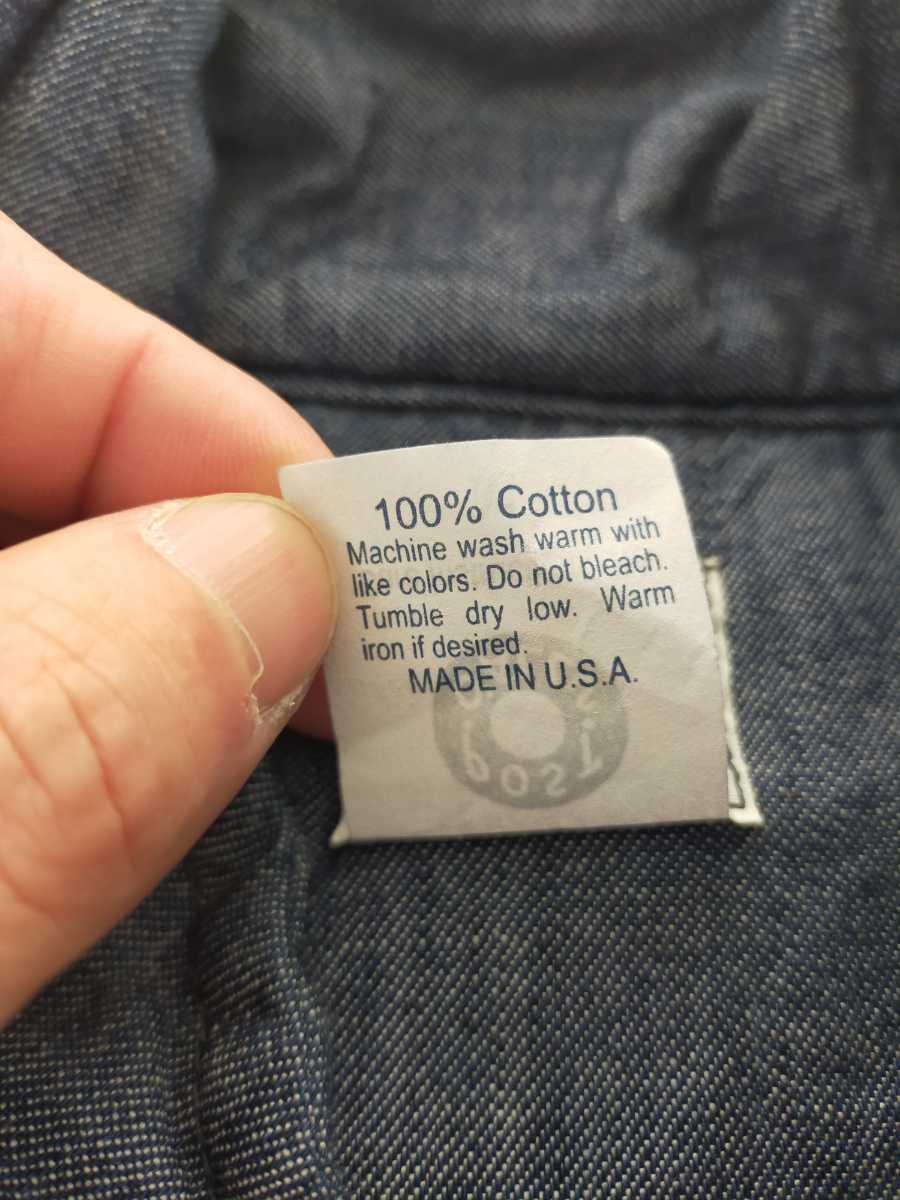 100% Cotton
Machine wash warm with
like colors. Do not bleach.
Tumble dry low. Warm
iron if desired.
MADE IN U.S.A.